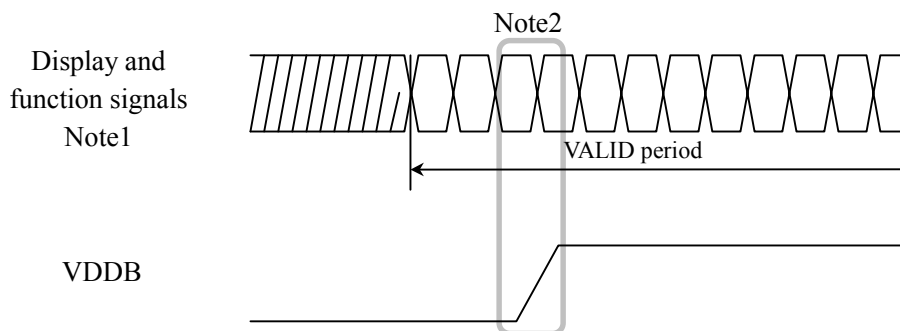 Note2
Display and
function signals
Note1
VALID period
VDDB